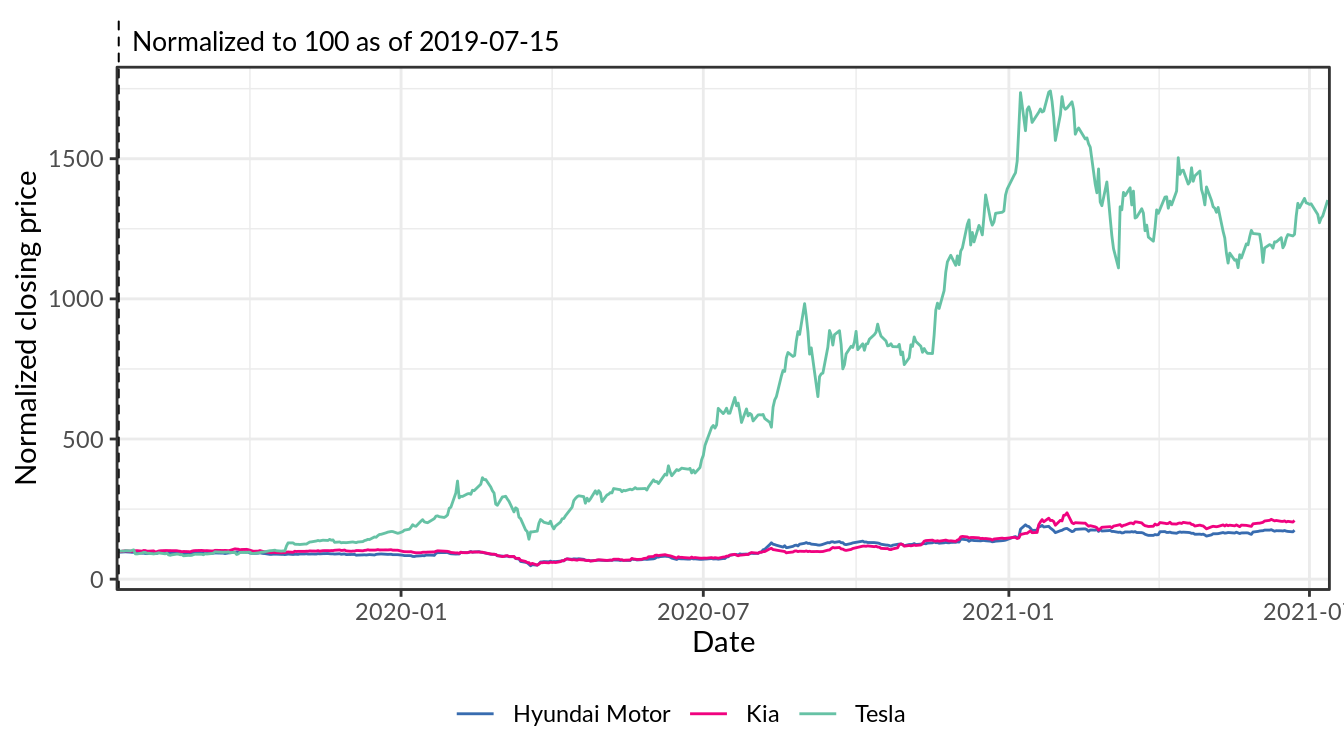 Normalized to 100 as of 2019-07-15
Normalized closing price
1500
1000
500
0
2020-01
2020-07
2021-01
2021-0
Date
Hyundai Motor
Kia
Tesla